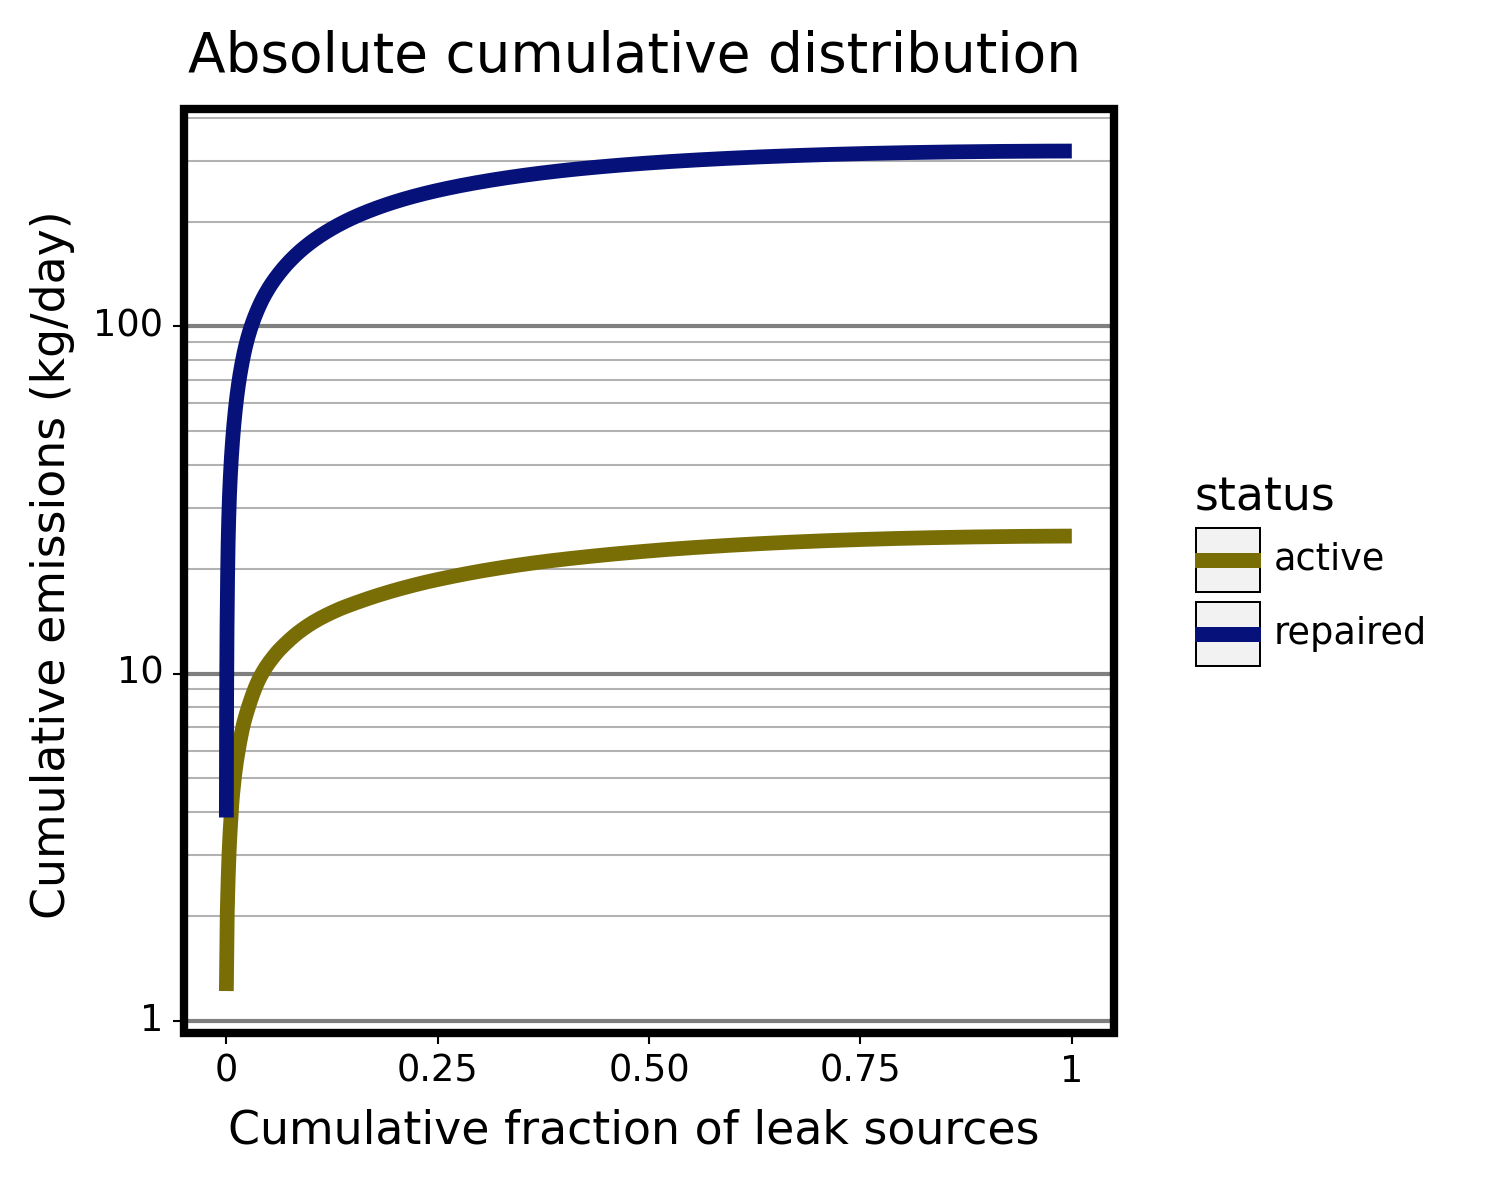 Absolute cumulative distribution
Cumulative emissions (kg/day)
100
10
1
0
0.25
0.50
0.75
1
Cumulative fraction of leak sources
status
active
repaired